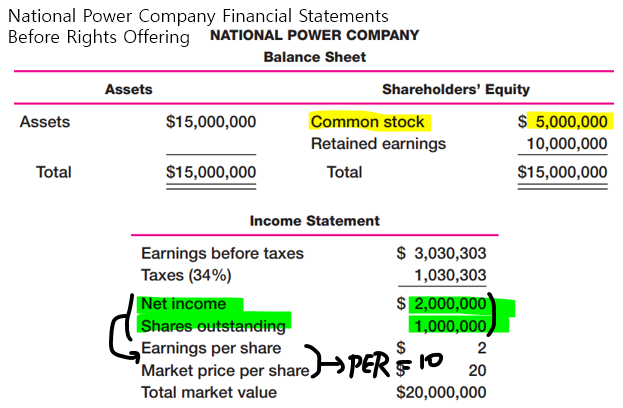 National Power Company Financial Statements
Before Rights Offering NATIONAL POWER COMPANY
Balance Sheet
Assets Shareholders' Equity
Assets $15,000,000 Common stock $ 5,000,000
Retained earnings 10,000,000
Total $15,000,000 Total $15,000,000
Income Statement
Earnings before taxes $ 3,030,303
Taxes (34%) 1,030,303
Net income $ 2,000,000
Shares outstanding 1,000,000
Earnings per share $ 2
Market price per share $ 20
PER = 10
Total market value $20,000,000